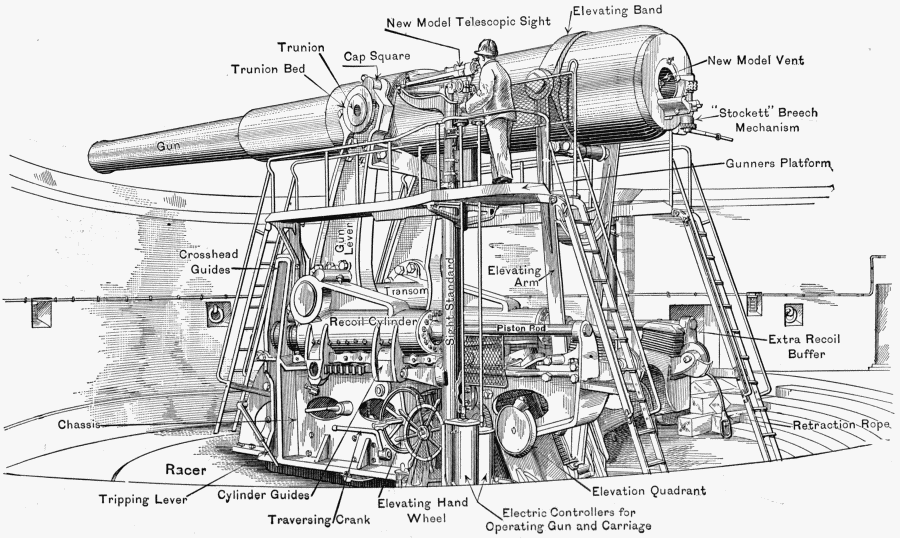 New Model Telescopic Sight
Elevating Band
Trunion
Cap Square
Trunion Bed
New Model Vent
"Stockett" Breech
Mechanism
Gun
Gunners Platform
Gun
Lever
Crosshead
Guides
Elevating
Arm
Transom
Sight Standard
Recoil Cylinder
Piston Rod
Extra Recoil
Buffer
Chassis
Retraction Rope
Racer
Tripping Lever
Cylinder Guides
Traversing Crank
Elevating Hand
Wheel
Elevation Quadrant
Electric Controllers for
Operating Gun and Carriage